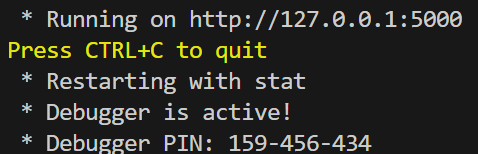 * Running on http://127.0.0.1:5000
Press CTRL+C to quit
* Restarting with stat
* Debugger is active!
* Debugger PIN: 159-456-434